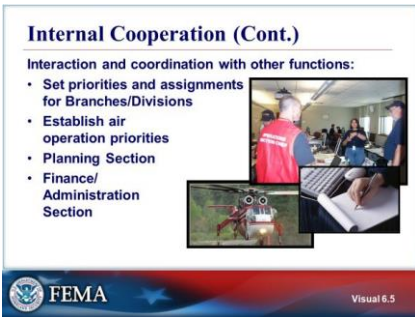 Internal Cooperation (Cont.)
Interaction and coordination with other functions:
• Set priorities and assignments
for Branches/Divisions
• Establish air
operation priorities
• Planning Section
• Finance/
Administration
Section
FEMA
Visual 6.5